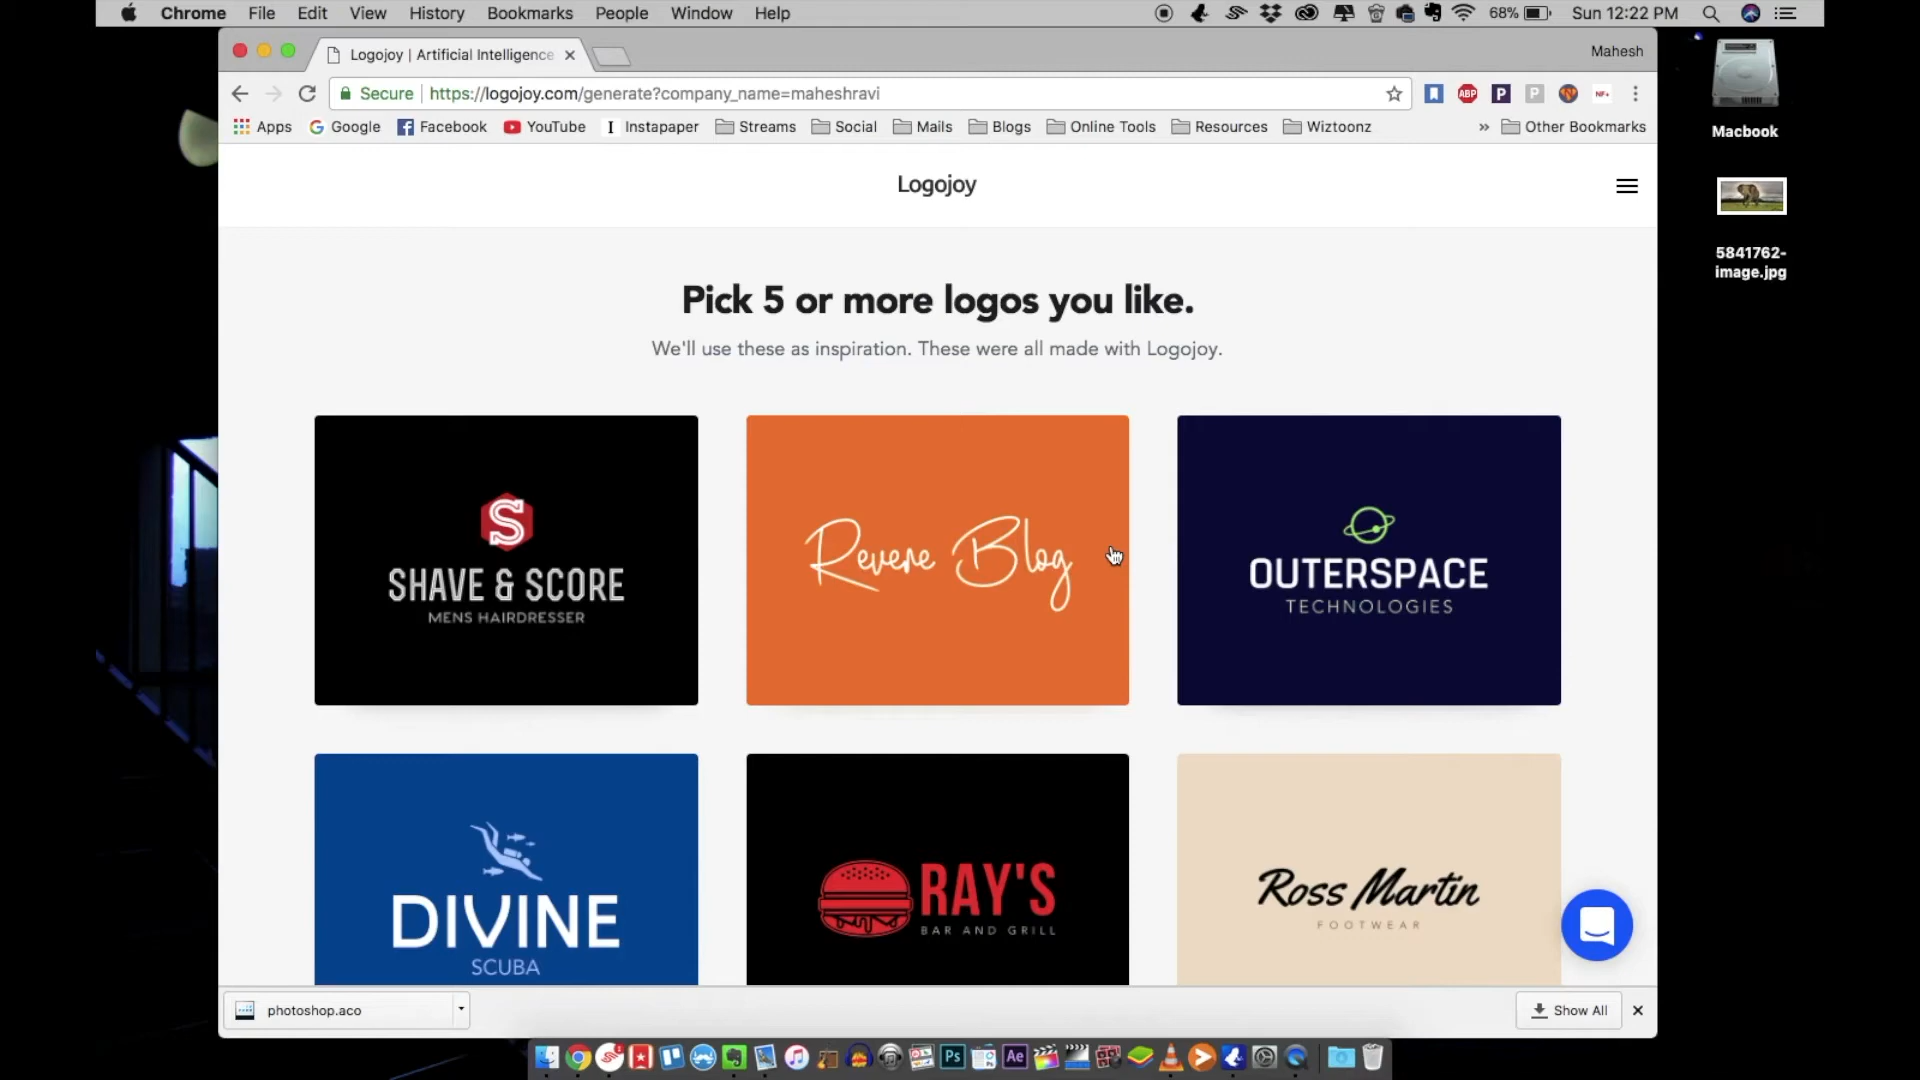 Chrome File Edit View History Bookmarks People Window Help
68% Sun 12:22 PM
Logojoy | Artificial Intelligence
Mahesh
Secure https://logojoy.com/generate?company_name=maheshravi
ABP P P NF+
Apps Google Facebook YouTube Instapaper Streams Social Mails Blogs Online Tools Resources Wiztoonz » Other Bookmarks
Macbook
5841762-
image.jpg
Logojoy
Pick 5 or more logos you like.
We'll use these as inspiration. These were all made with Logojoy.
S
SHAVE & SCORE
MENS HAIRDRESSER
Revere Blog
OUTERSPACE
TECHNOLOGIES
DIVINE
SCUBA
RAY'S
BAR AND GRILL
Ross Martin
FOOTWEAR
photoshop.aco
Show All
Ps Ae